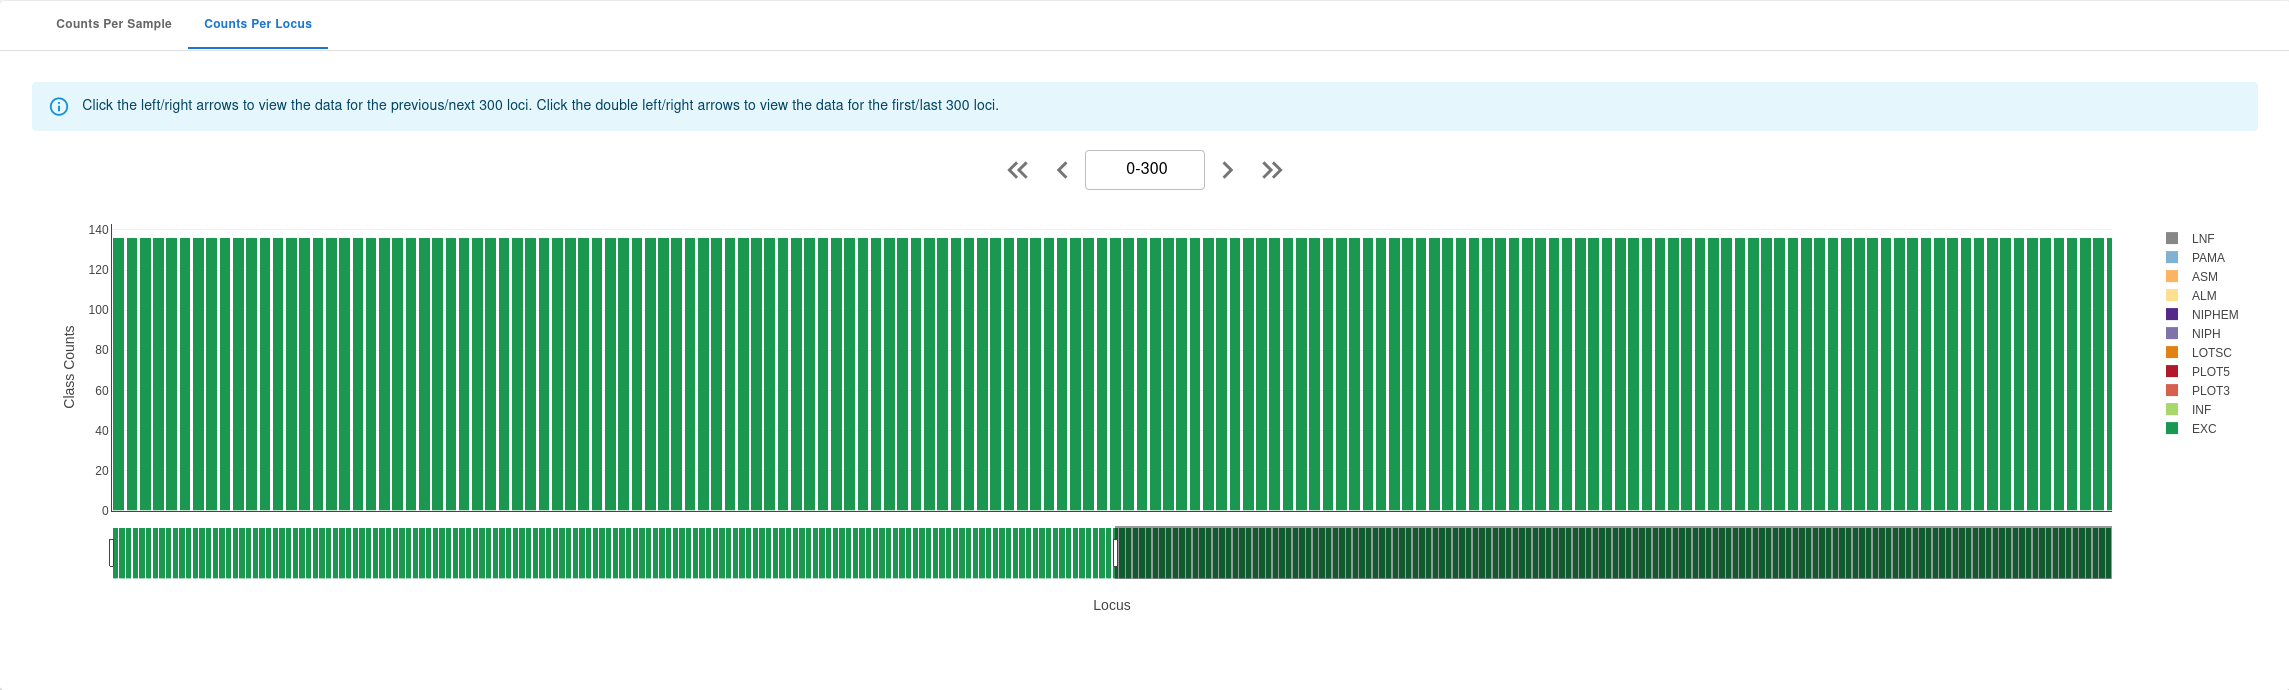 Counts Per Sample Counts Per Locus
Click the left/right arrows to view the data for the previous/next 300 loci. Click the double left/right arrows to view the data for the first/last 300 loci.
0-300
140
120
100
80
60
40
20
0
Class Counts
Locus
LNF
PAMA
ASM
ALM
NIPHEM
NIPH
LOTSC
PLOT5
PLOT3
INF
EXC